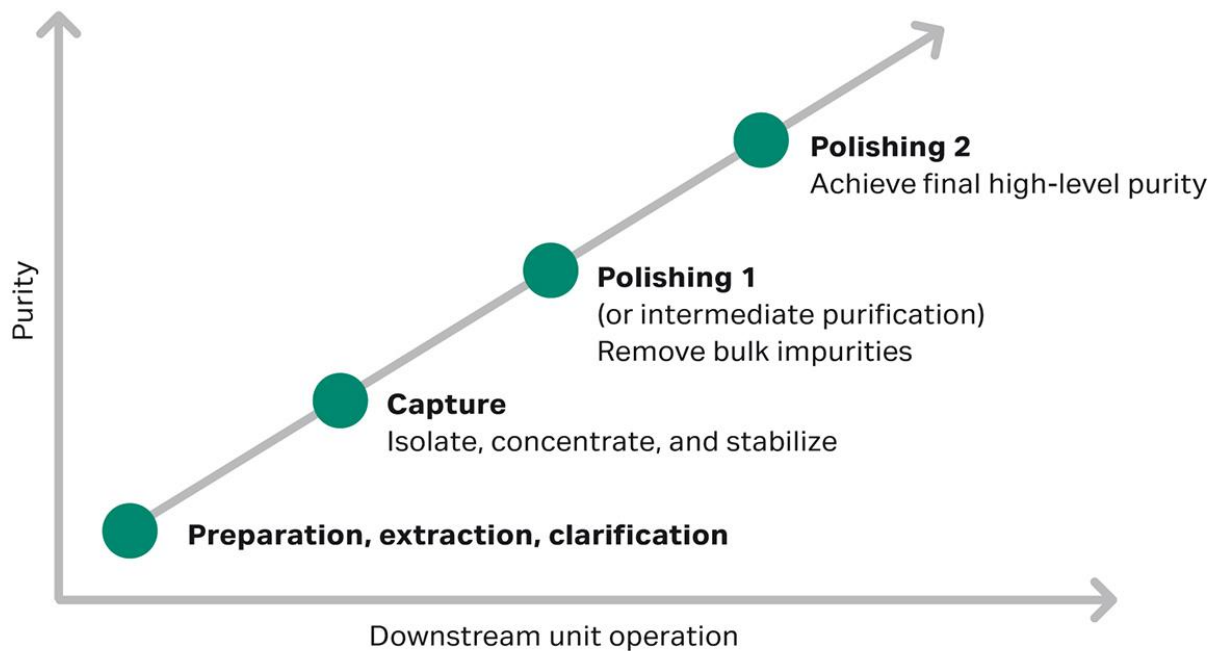 Purity
Polishing 2
Achieve final high-level purity
Polishing 1
(or intermediate purification)
Remove bulk impurities
Capture
Isolate, concentrate, and stabilize
Preparation, extraction, clarification
Downstream unit operation